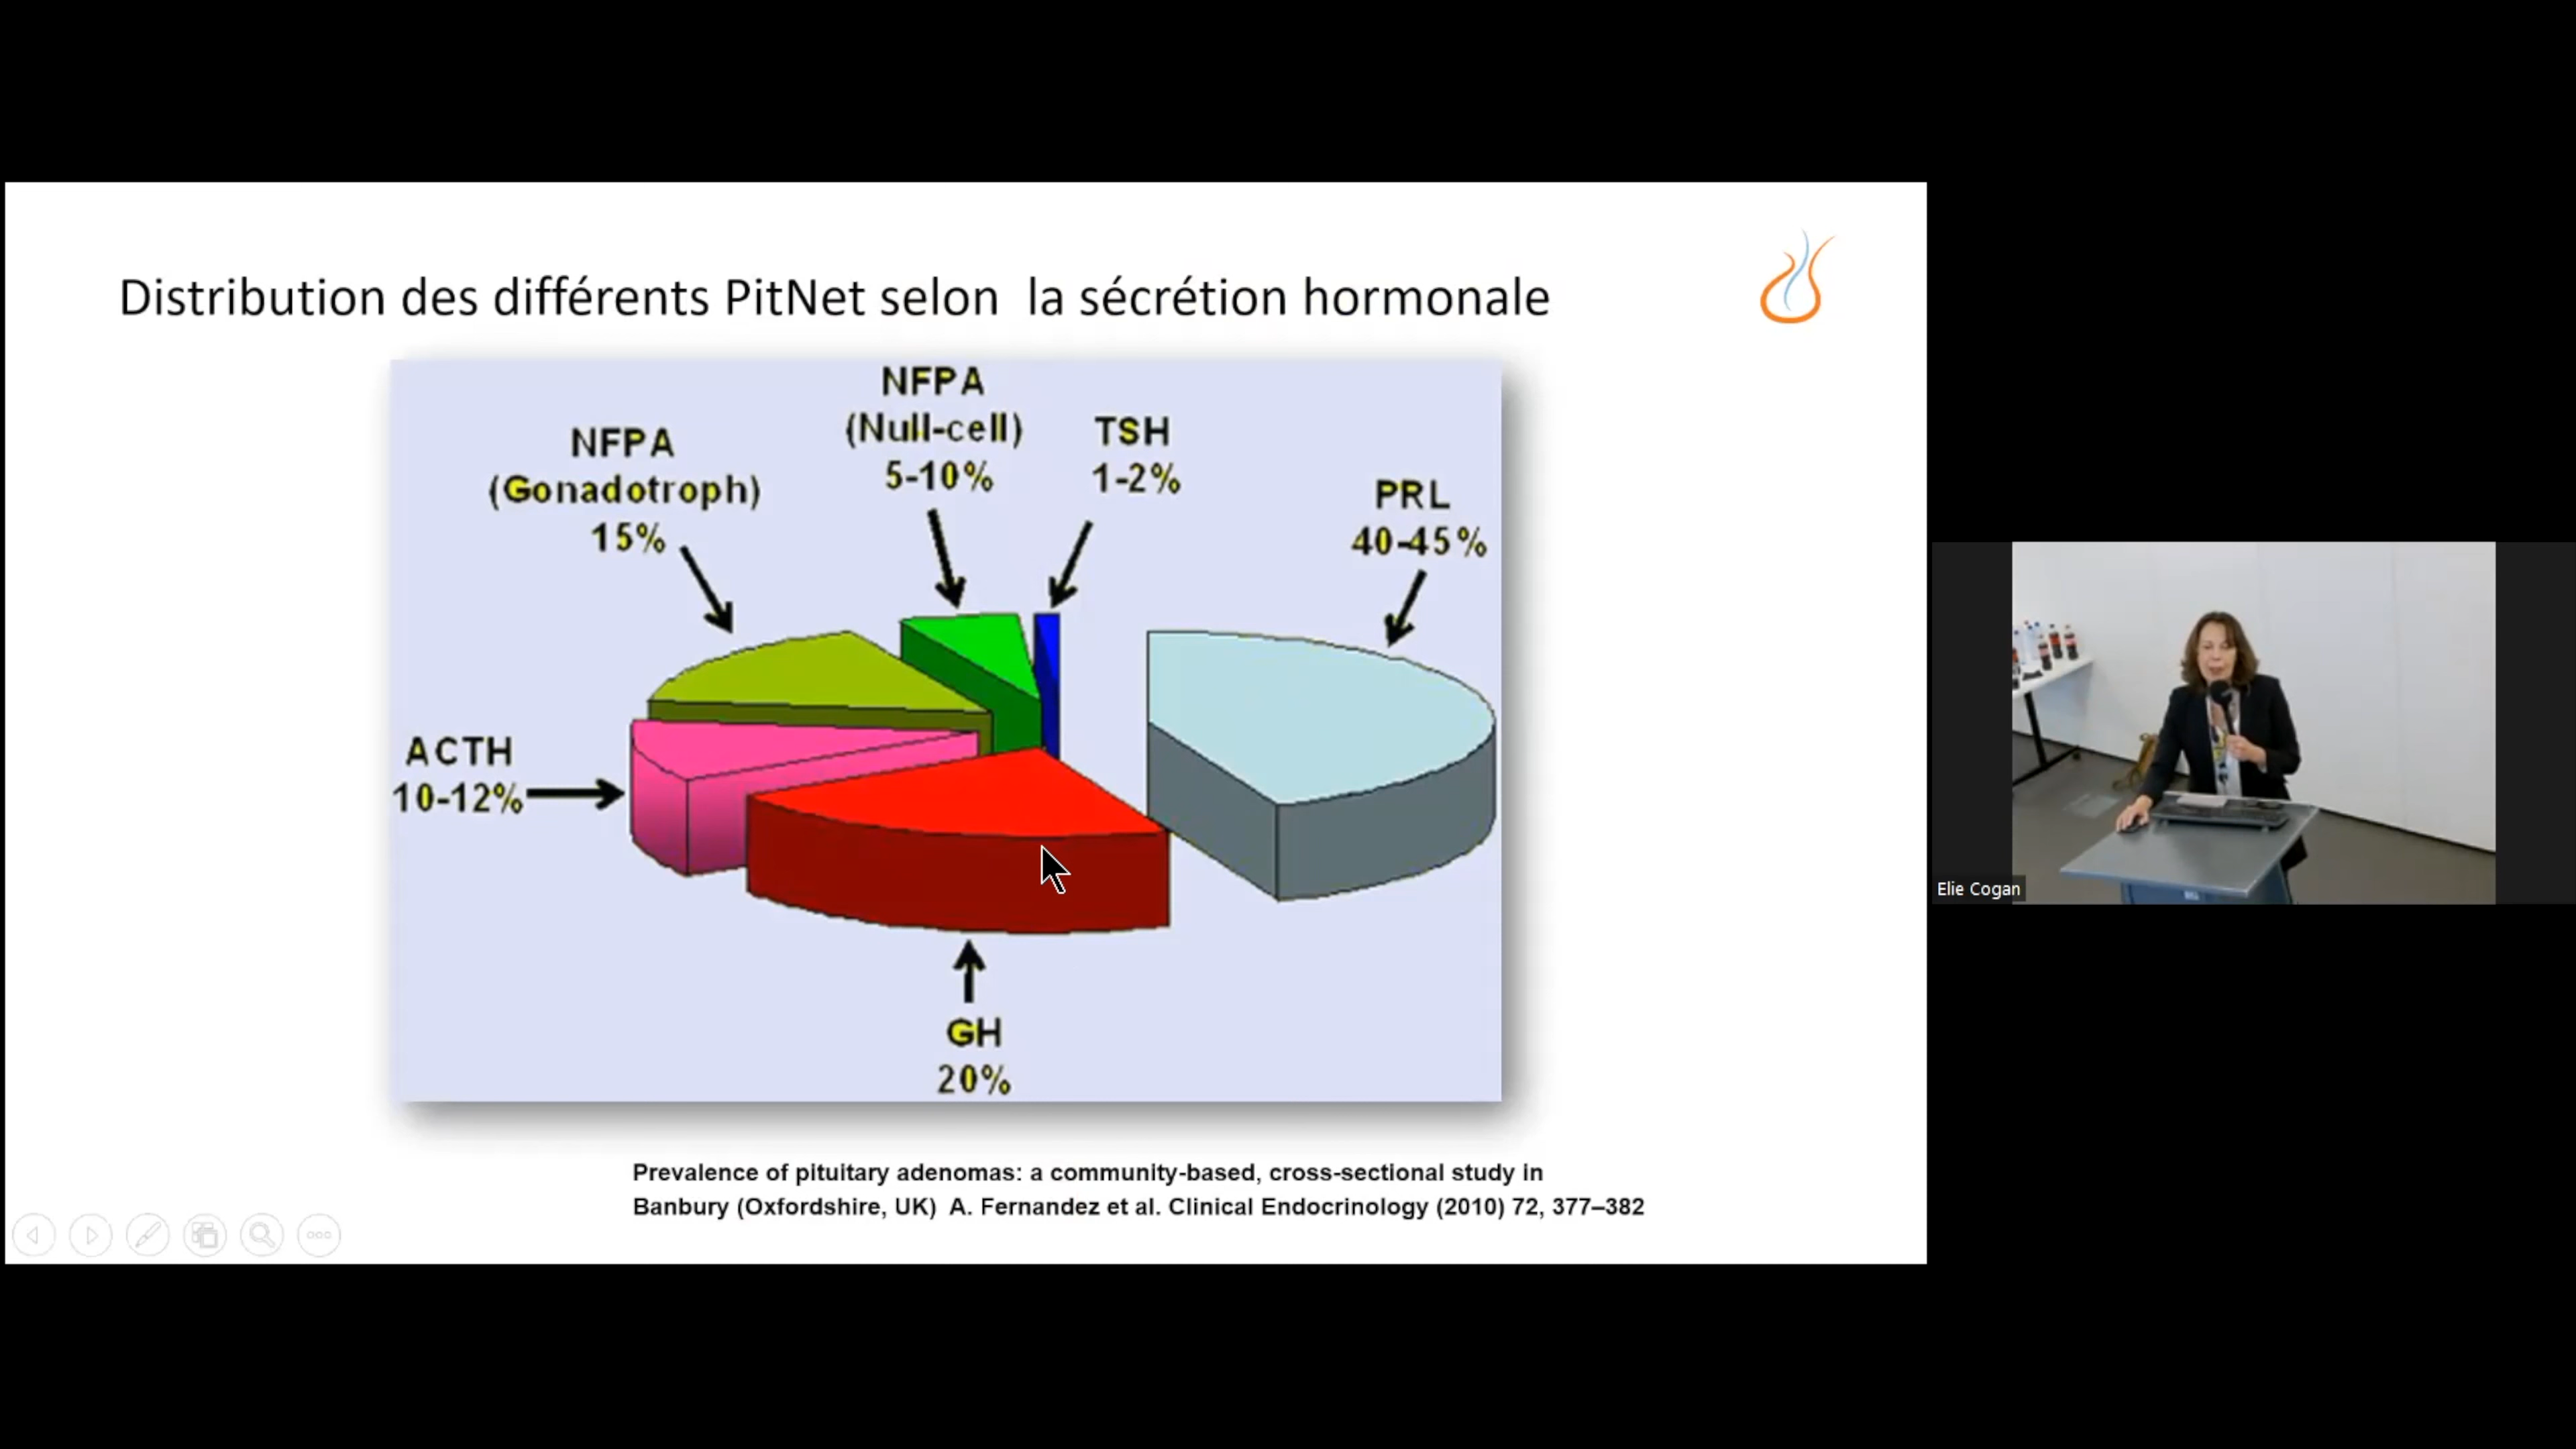 Distribution des différents PitNet selon la sécrétion hormonale
NFPA
(Null-cell)
5-10%
NFPA
(Gonadotroph)
15%
TSH
1-2%
PRL
40-45%
ACTH
10-12%
GH
20%
Prevalence of pituitary adenomas: a community-based, cross-sectional study in
Banbury (Oxfordshire, UK) A. Fernandez et al. Clinical Endocrinology (2010) 72, 377–382
Elie Cogan